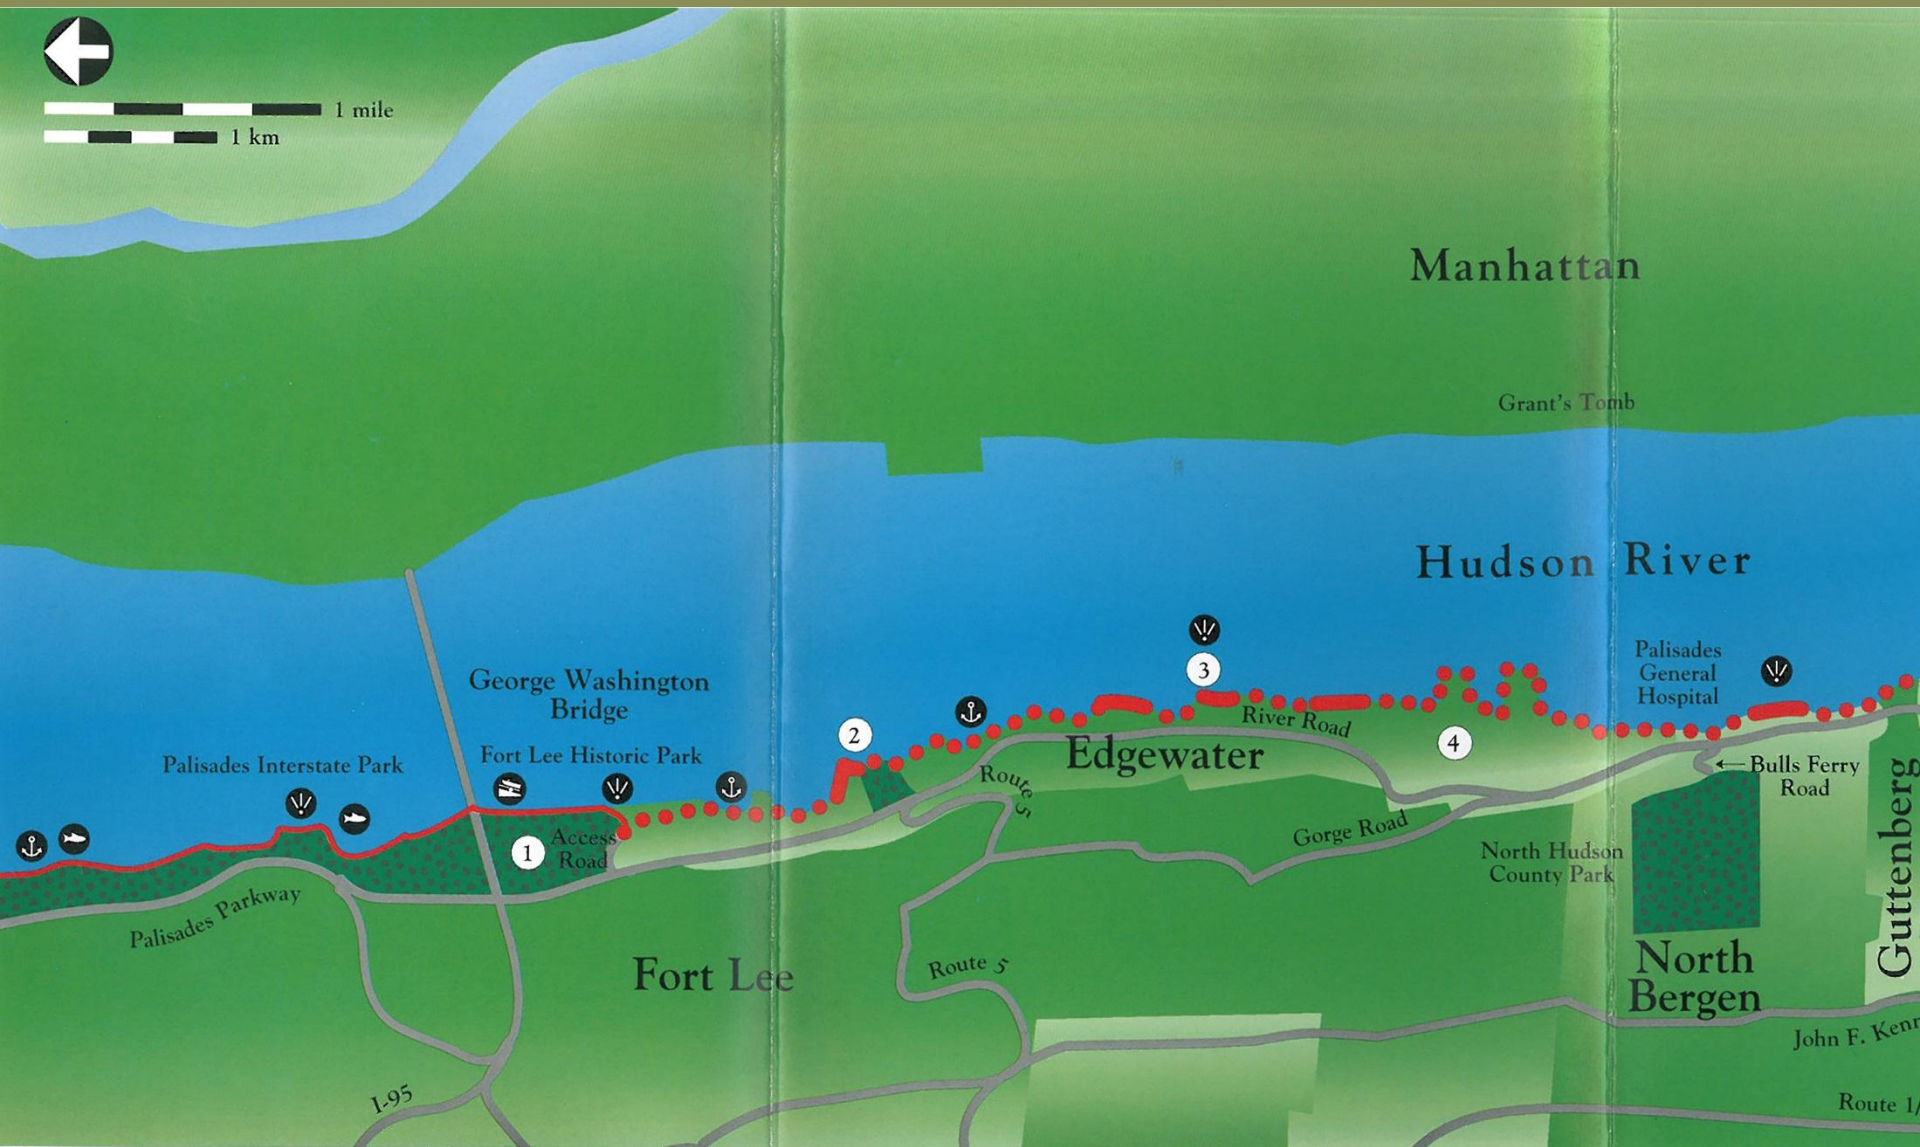 1 mile
1 km
Manhattan
Grant's Tomb
Hudson River
George Washington
Bridge
Palisades
General
Hospital
3
Palisades Interstate Park
Fort Lee Historic Park
2
River Road
4
Edgewater
Route 5
Bulls Ferry
Road
1
Access
Road
Gorge Road
North Hudson
County Park
Guttenberg
Palisades Parkway
Fort Lee
Route 5
North
Bergen
John F. Kenn
I-95
Route 1/